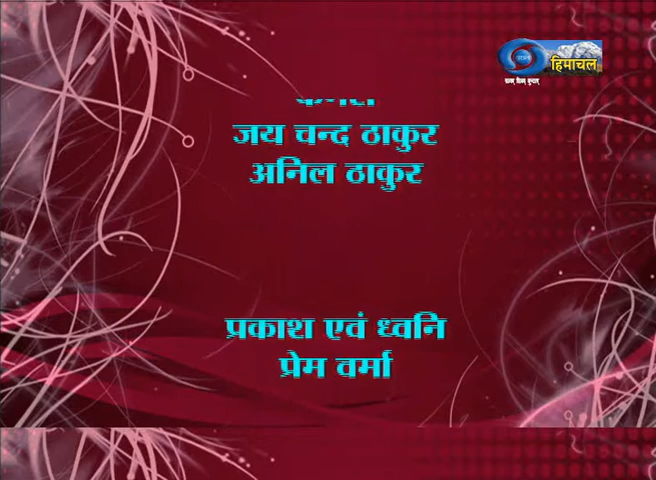 हिमाचल
जय चन्द ठाकुर
अनिल ठाकुर
प्रकाश एवं ध्वनि
प्रेम वर्मा